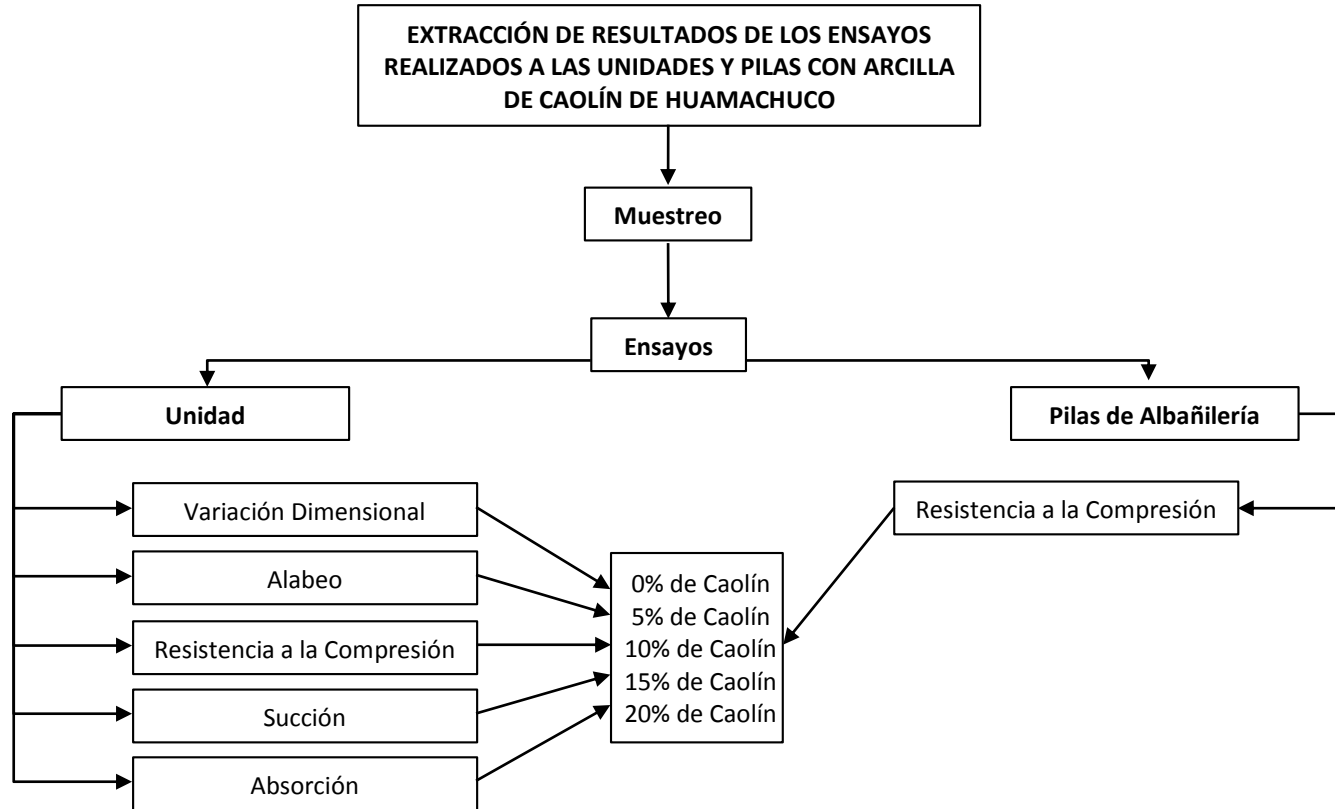 EXTRACCIÓN DE RESULTADOS DE LOS ENSAYOS
REALIZADOS A LAS UNIDADES Y PILAS CON ARCILLA
DE CAOLÍN DE HUAMACHUCO
Muestreo
Ensayos
Unidad
Pilas de Albañilería
Variación Dimensional
Alabeo
Resistencia a la Compresión
Succión
Absorción
0% de Caolín
5% de Caolín
10% de Caolín
15% de Caolín
20% de Caolín
Resistencia a la Compresión